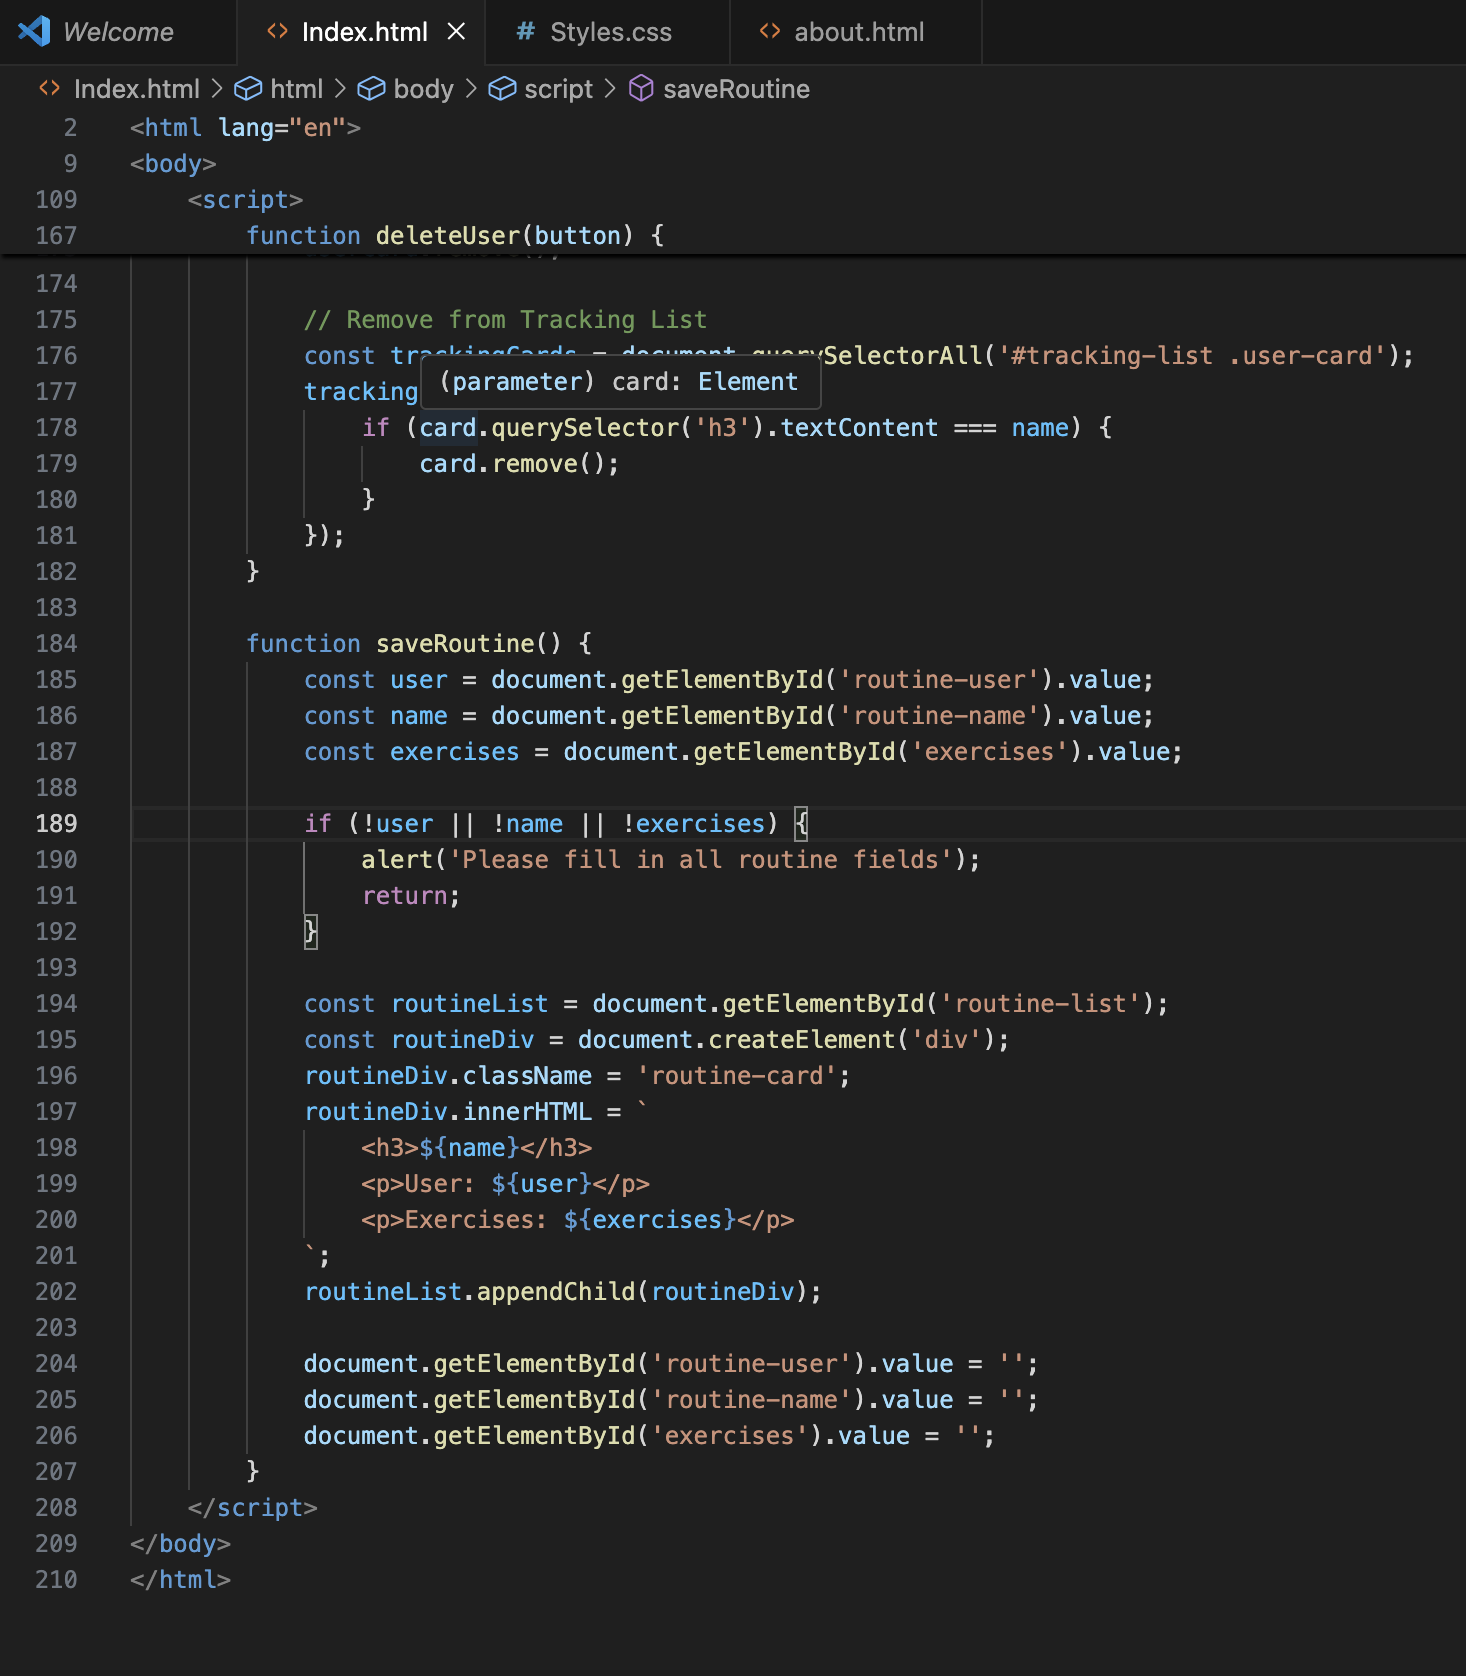 Welcome
Index.html
Styles.css
about.html
Index.html > html > body > script > saveRoutine
2 <html lang="en">
9 <body>
109 <script>
167 function deleteUser(button) {
174
175 // Remove from Tracking List
176 const trackingCards = document.querySelectorAll('#tracking-list .user-card');
(parameter) card: Element
177 tracking
178 if (card.querySelector('h3').textContent === name) {
179 card.remove();
180 }
181 });
182 }
183
184 function saveRoutine() {
185 const user = document.getElementById('routine-user').value;
186 const name = document.getElementById('routine-name').value;
187 const exercises = document.getElementById('exercises').value;
188
189 if (!user || !name || !exercises) {
190 alert('Please fill in all routine fields');
191 return;
192 }
193
194 const routineList = document.getElementById('routine-list');
195 const routineDiv = document.createElement('div');
196 routineDiv.className = 'routine-card';
197 routineDiv.innerHTML = `
198 <h3>${name}</h3>
199 <p>User: ${user}</p>
200 <p>Exercises: ${exercises}</p>
201 `;
202 routineList.appendChild(routineDiv);
203
204 document.getElementById('routine-user').value = '';
205 document.getElementById('routine-name').value = '';
206 document.getElementById('exercises').value = '';
207 }
208 </script>
209 </body>
210 </html>